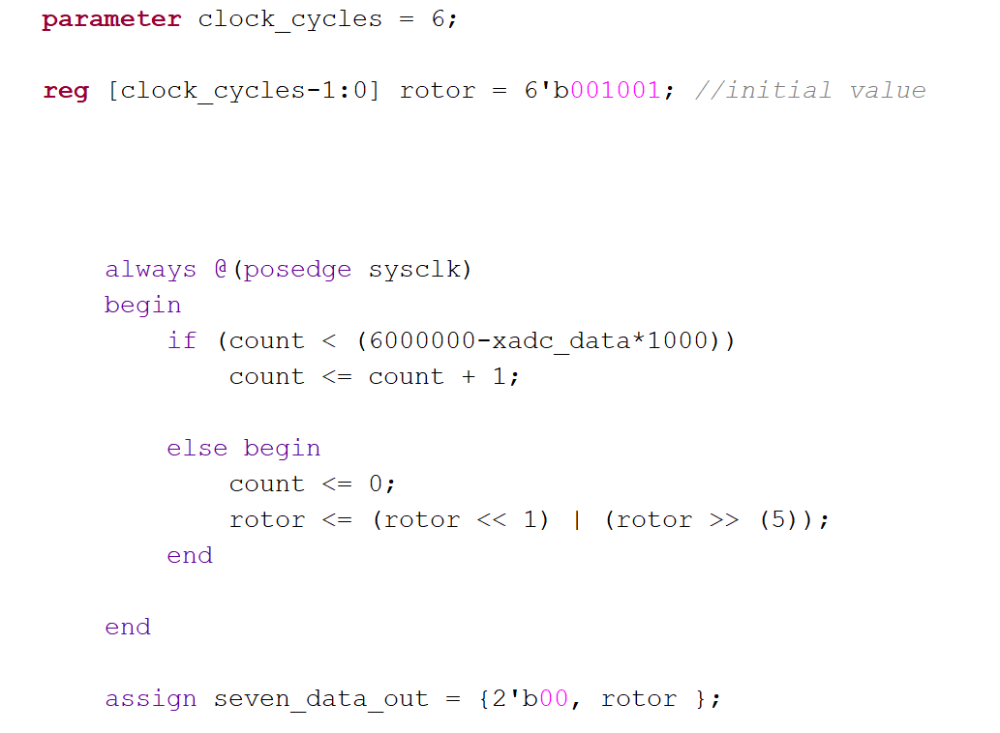 parameter clock_cycles = 6;
reg [clock_cycles-1:0] rotor = 6'b001001; //initial value
always @(posedge sysclk)
begin
if (count < (6000000-xadc_data*1000))
count <= count + 1;
else begin
count <= 0;
rotor <= (rotor << 1) | (rotor >> (5));
end
end
assign seven_data_out = {2'b00, rotor };